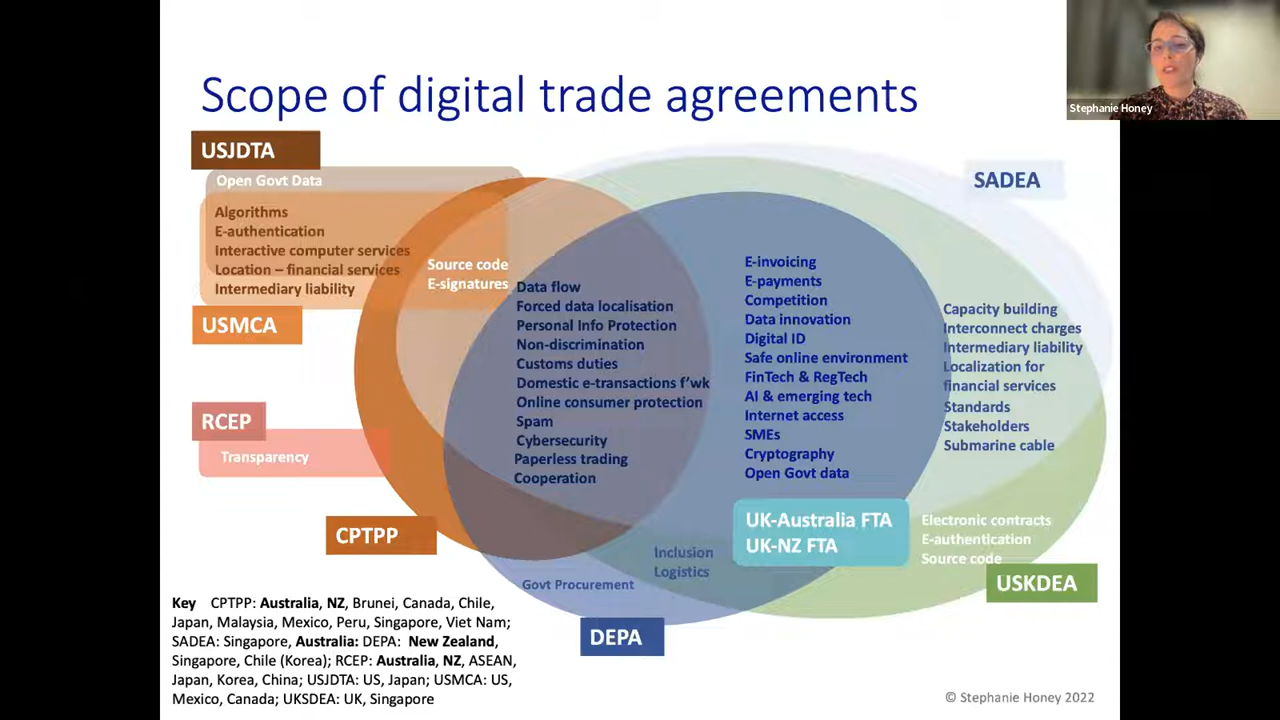 Stephanie Honey
Scope of digital trade agreements
USJDTA
Open Govt Data
Algorithms
E-authentication
Interactive computer services
Location – financial services
Intermediary liability
USMCA
RCEP
Transparency
CPTPP
Source code
E-signatures
Data flow
Forced data localisation
Personal Info Protection
Non-discrimination
Customs duties
Domestic e-transactions f'wk
Online consumer protection
Spam
Cybersecurity
Paperless trading
Cooperation
E-invoicing
E-payments
Competition
Data innovation
Digital ID
Safe online environment
FinTech & RegTech
AI & emerging tech
Internet access
SMEs
Cryptography
Open Govt data
SADEA
Capacity building
Interconnect charges
Intermediary liability
Localization for
financial services
Standards
Stakeholders
Submarine cable
UK-Australia FTA
UK-NZ FTA
Electronic contracts
E-authentication
Source code
USKDEA
Inclusion
Logistics
Govt Procurement
DEPA
Key CPTPP: Australia, NZ, Brunei, Canada, Chile,
Japan, Malaysia, Mexico, Peru, Singapore, Viet Nam;
SADEA: Singapore, Australia: DEPA: New Zealand,
Singapore, Chile (Korea); RCEP: Australia, NZ, ASEAN,
Japan, Korea, China; USJDTA: US, Japan; USMCA: US,
Mexico, Canada; UKSDEA: UK, Singapore
© Stephanie Honey 2022